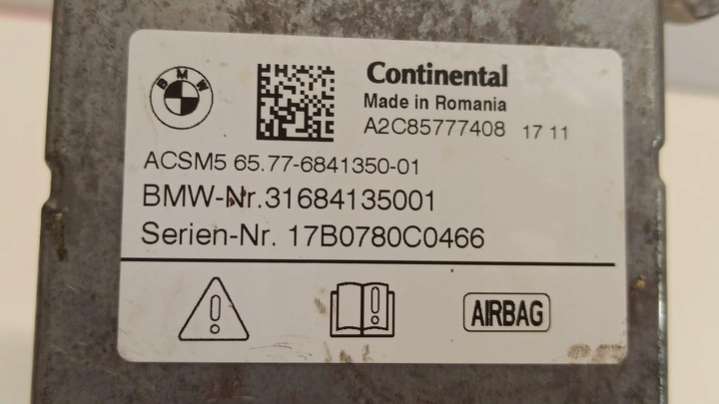 BMW
Continental
Made in Romania
A2C85777408 17 11
ACSM5 65.77-6841350-01
BMW-Nr.31684135001
Serien-Nr. 17B0780C0466
AIRBAG